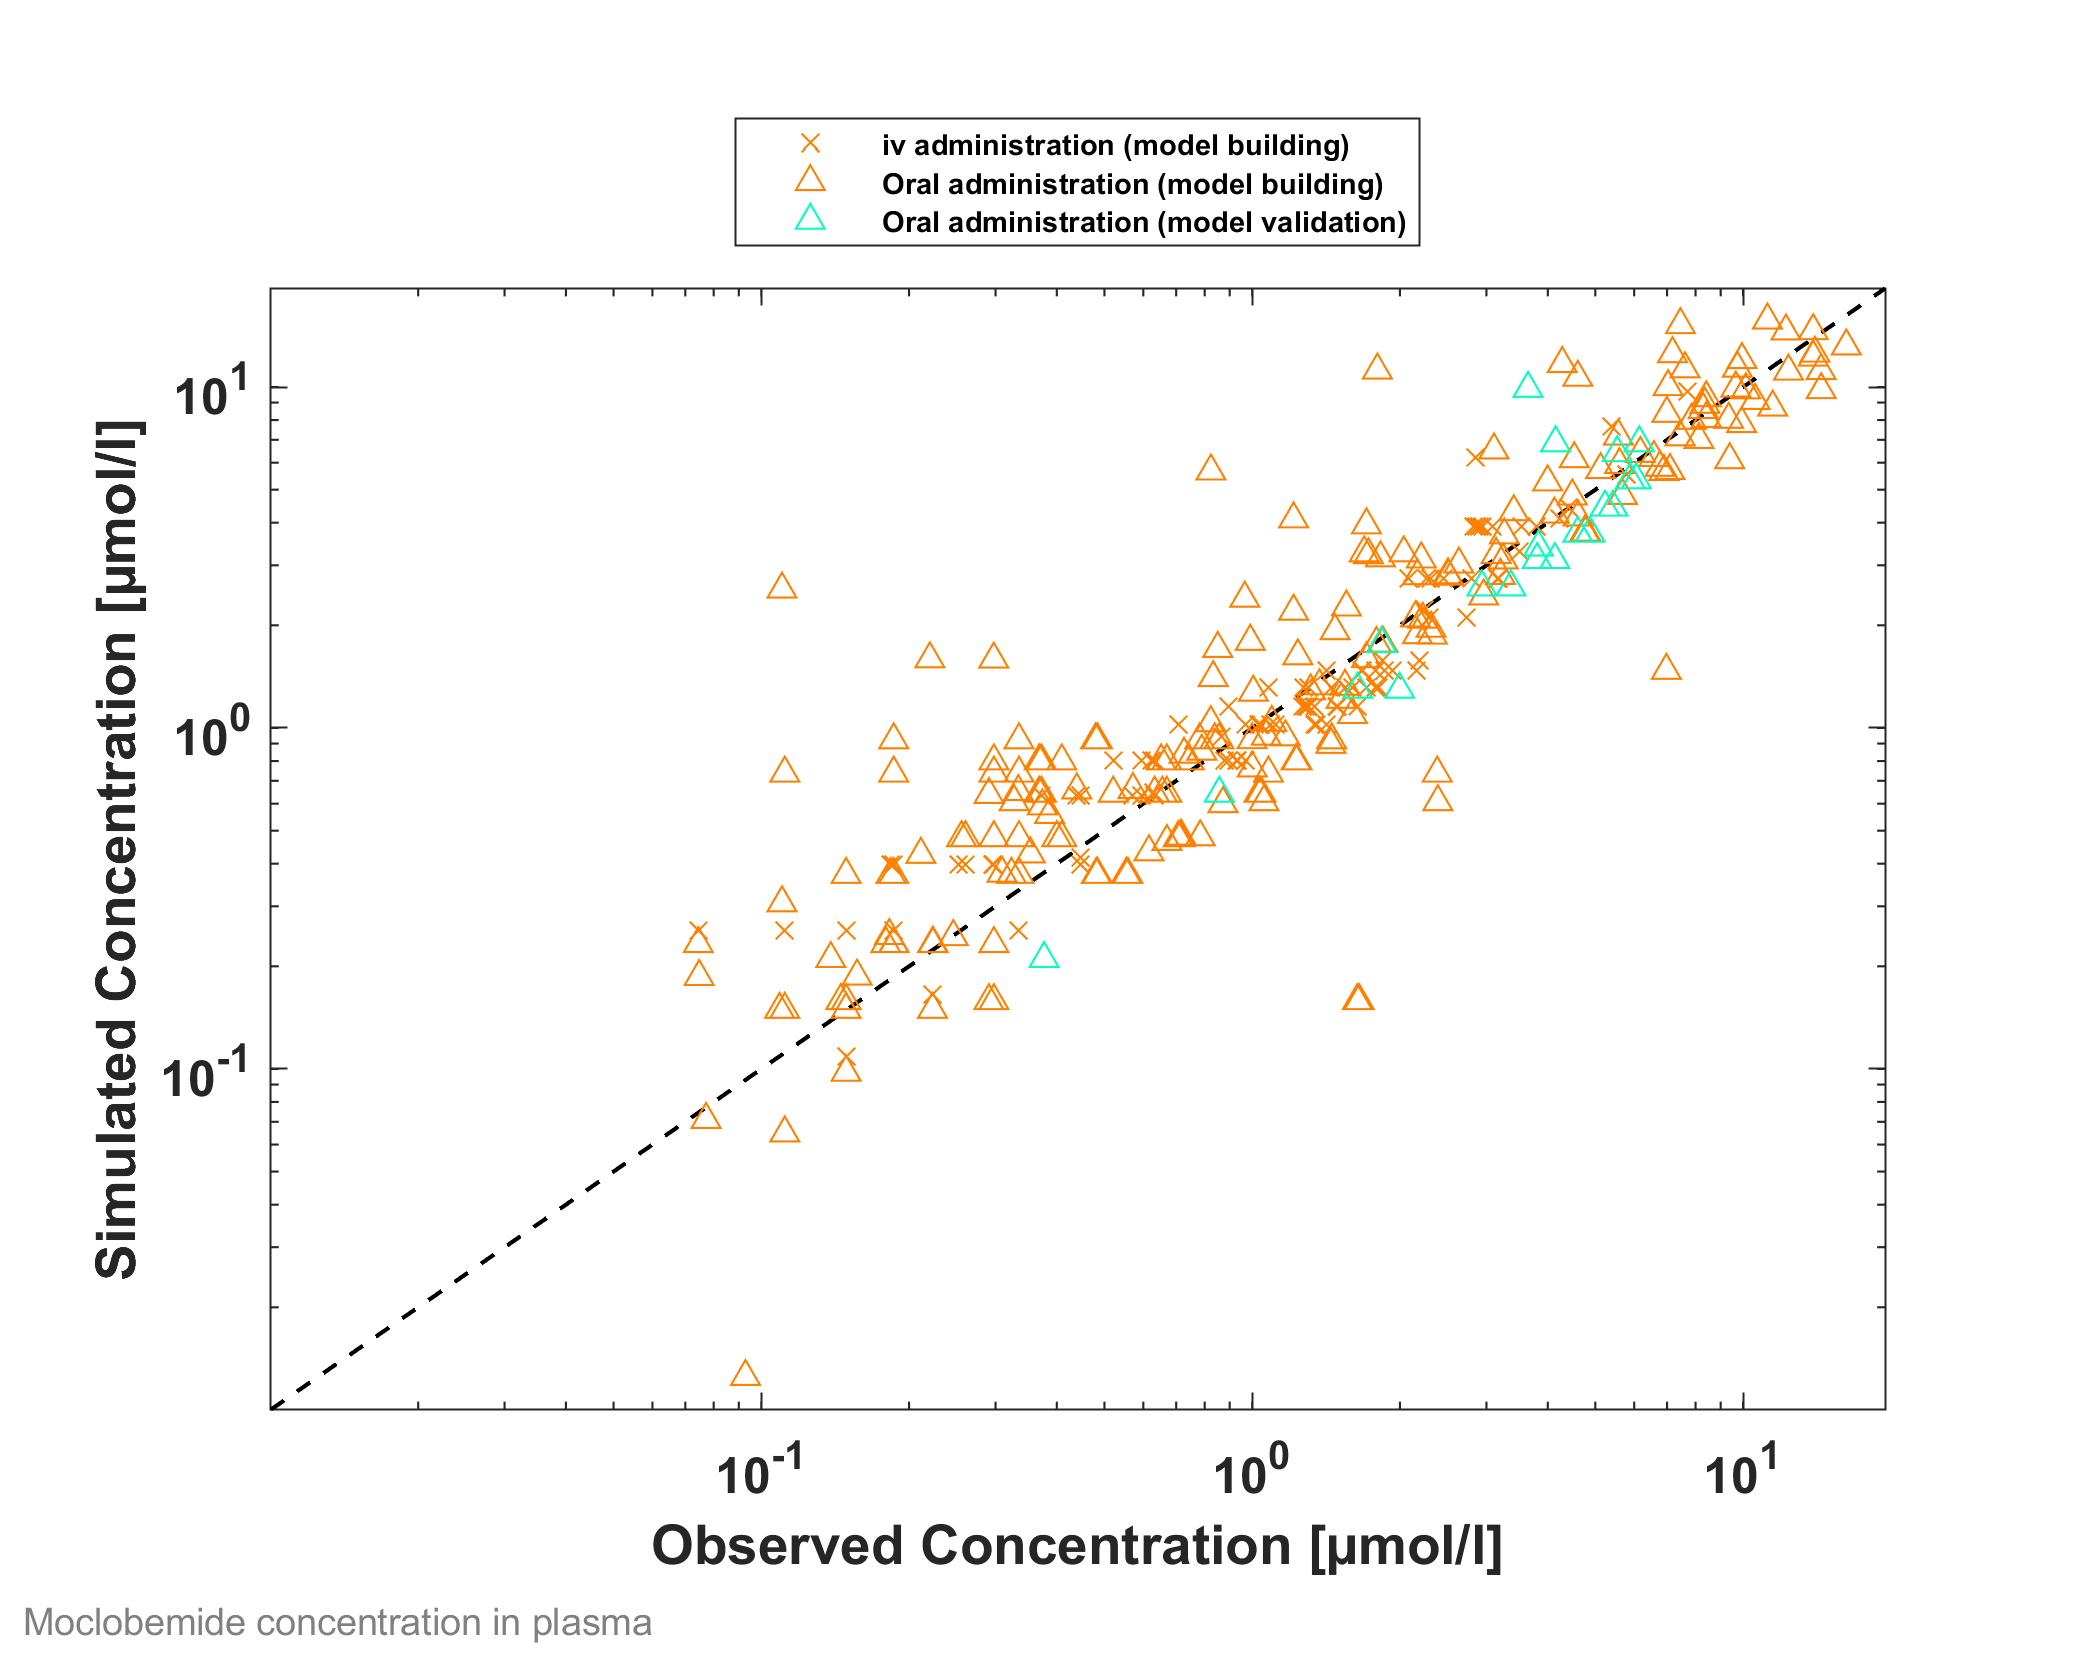 iv administration (model building)
Oral administration (model building)
Oral administration (model validation)
Simulated Concentration [µmol/l]
10^1
10^0
10^-1
10^-1 10^0 10^1
Observed Concentration [µmol/l]
Moclobemide concentration in plasma